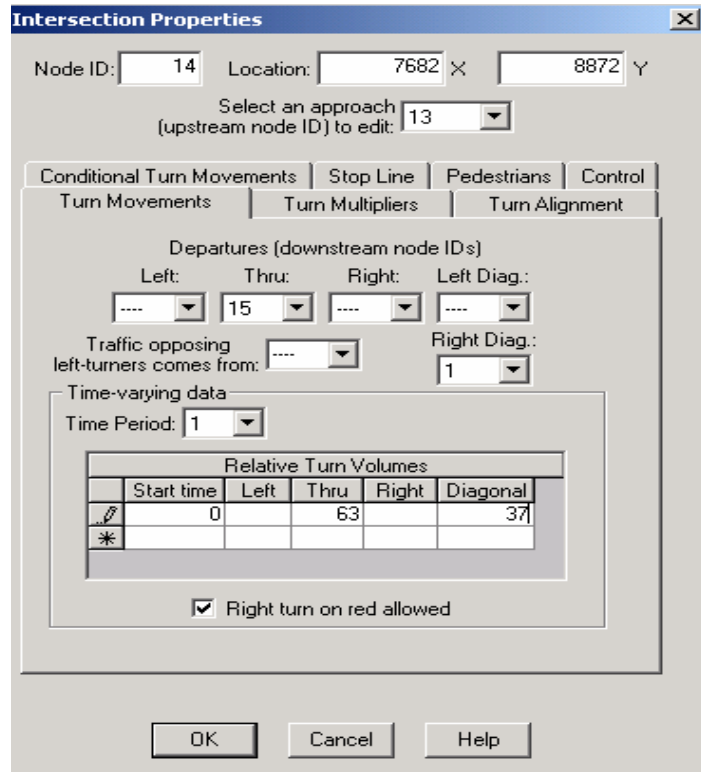 Intersection Properties
Node ID: 14 Location: 7682 X 8872 Y
Select an approach
(upstream node ID) to edit: 13
Conditional Turn Movements Stop Line Pedestrians Control
Turn Movements Turn Multipliers Turn Alignment
Departures (downstream node IDs)
Left: Thru: Right: Left Diag.:
---- 15 ---- ----
Traffic opposing
left-turners comes from: ----
Right Diag.:
1
Time-varying data
Time Period: 1
Relative Turn Volumes
Start time Left Thru Right Diagonal
0 63 37
Right turn on red allowed
OK Cancel Help